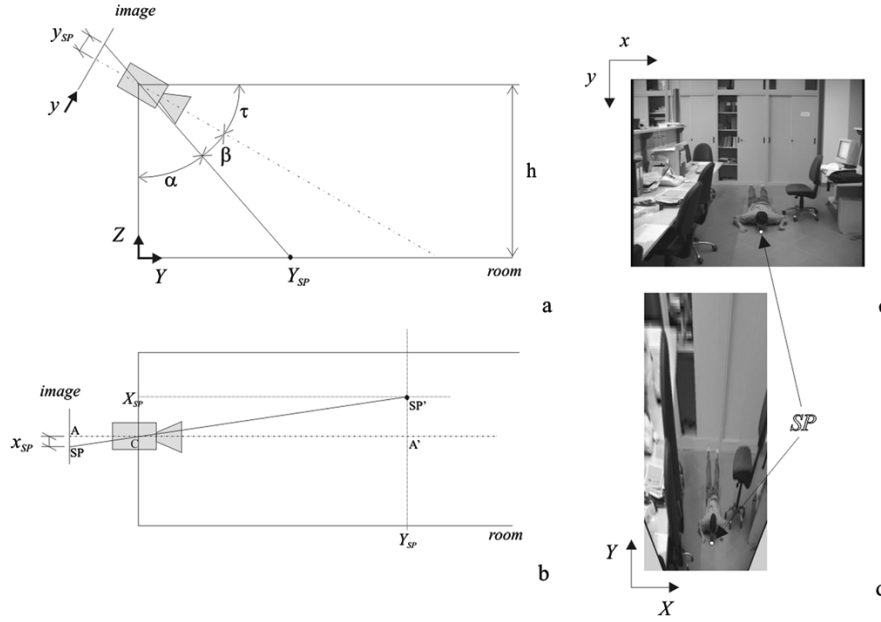 image
y_SP
y
τ
β
α
h
Z
Y
Y_SP
room
a
image
X_SP
SP'
A
x_SP
SP
C
A'
Y_SP
room
b
x
y
SP
Y
X